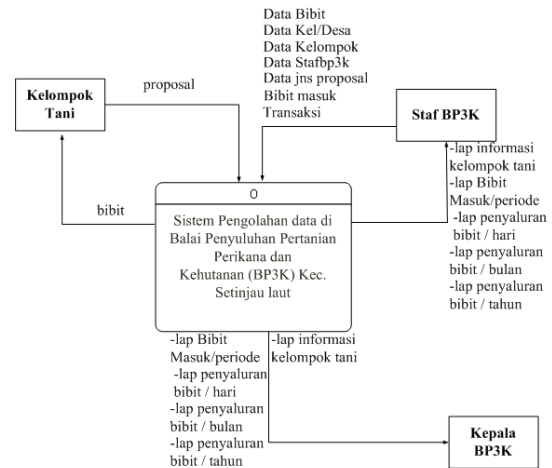 Data Bibit
Data Kel/Desa
Data Kelompok
Data Stafbp3k
Data jns proposal
Bibit masuk
Transaksi
proposal
Kelompok
Tani
Staf BP3K
-lap informasi
kelompok tani
-lap Bibit
Masuk/periode
-lap penyaluran
bibit / hari
-lap penyaluran
bibit / bulan
-lap penyaluran
bibit / tahun
bibit
0
Sistem Pengolahan data di
Balai Penyuluhan Pertanian
Perikana dan
Kehutanan (BP3K) Kec.
Setinjau laut
-lap Bibit
Masuk/periode
-lap penyaluran
bibit / hari
-lap penyaluran
bibit / bulan
-lap penyaluran
bibit / tahun
-lap informasi
kelompok tani
Kepala
BP3K